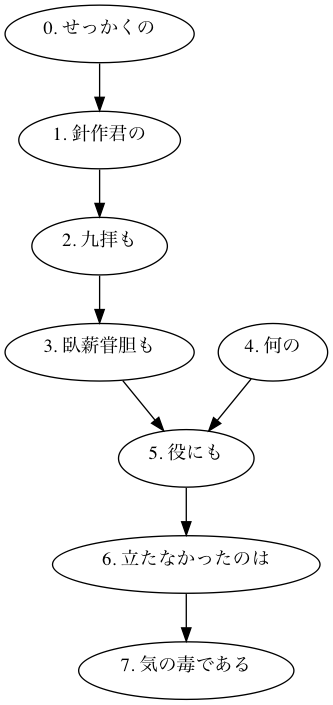 0. せっかくの
1. 針作君の
2. 九拝も
3. 臥薪甞胆も
4. 何の
5. 役にも
6. 立たなかったのは
7. 気の毒である